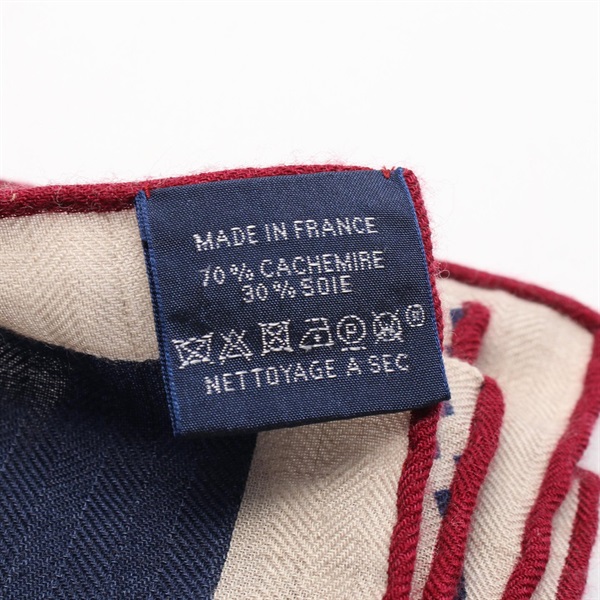 MADE IN FRANCE
70% CACHEMIRE
30% SOIE
P W ®
NETTOYAGE A SEC